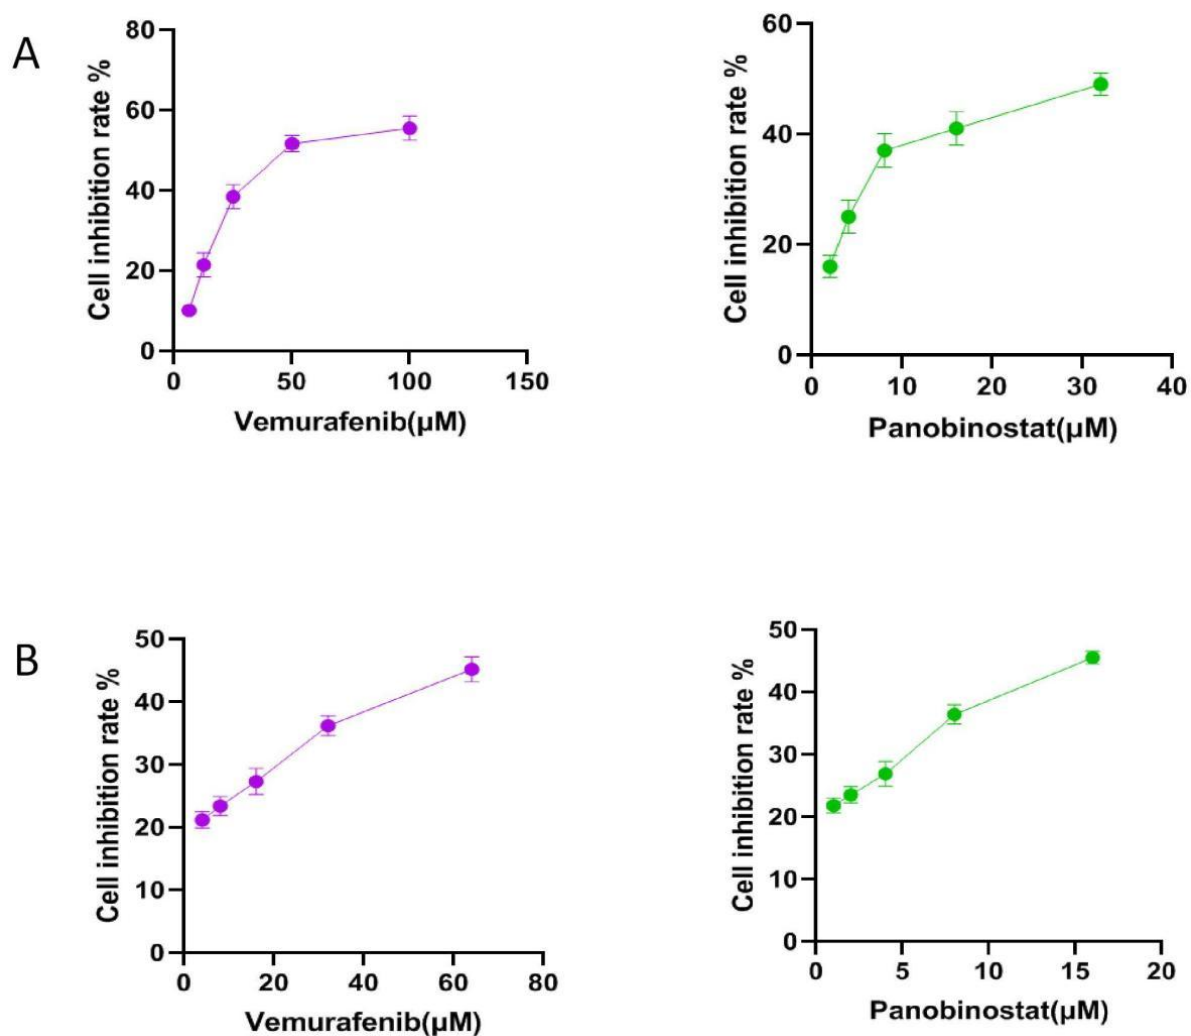 A
Cell inhibition rate %
80
60
40
20
0
0 50 100 150
Vemurafenib(μM)
Cell inhibition rate %
60
40
20
0
0 10 20 30 40
Panobinostat(μM)
B
Cell inhibition rate %
50
40
30
20
10
0
0 20 40 60 80
Vemurafenib(μM)
Cell inhibition rate %
50
40
30
20
10
0
0 5 10 15 20
Panobinostat(μM)